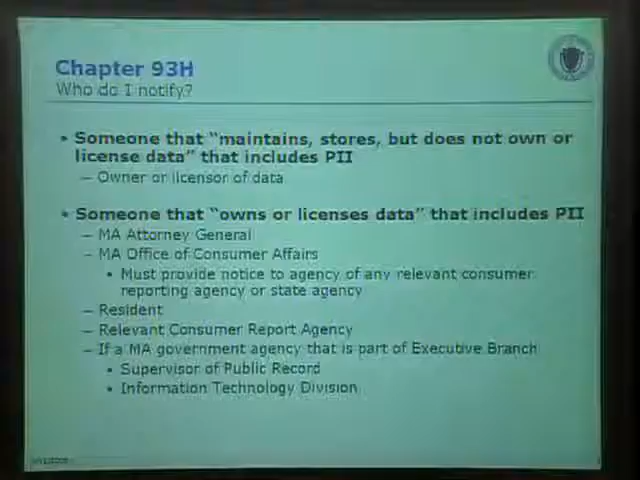 Chapter 93H
Who do I notify?
• Someone that “maintains, stores, but does not own or
license data” that includes PII
– Owner or licensor of data
• Someone that “owns or licenses data” that includes PII
– MA Attorney General
– MA Office of Consumer Affairs
• Must provide notice to agency of any relevant consumer
reporting agency or state agency
– Resident
– Relevant Consumer Report Agency
– If a MA government agency that is part of Executive Branch
• Supervisor of Public Record
• Information Technology Division